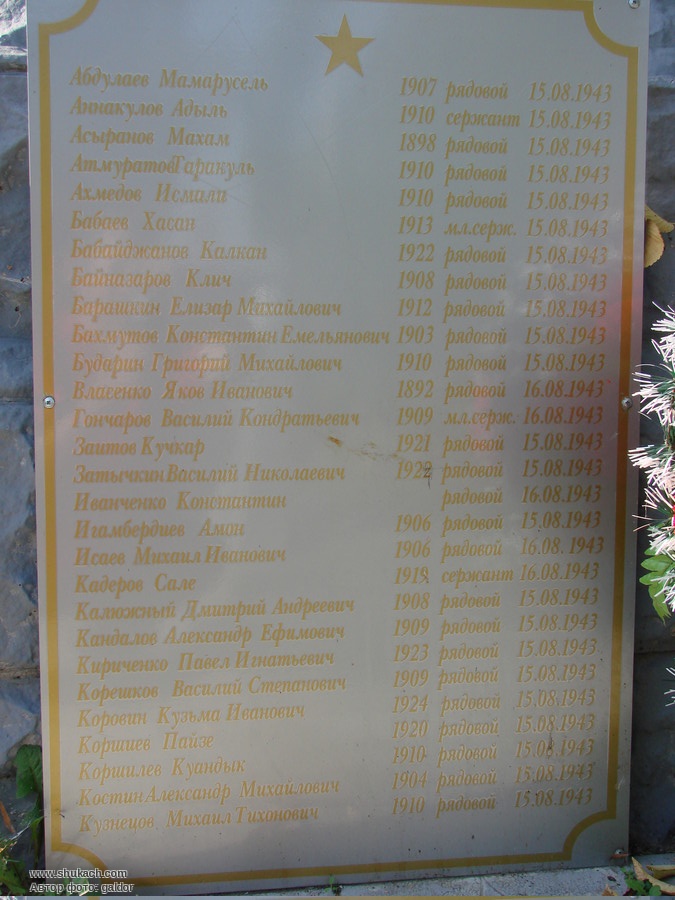 Абдулаев Мамарусель 1907 рядовой 15.08.1943
Аннакулов Адыль 1910 сержант 15.08.1943
Асыранов Махам 1898 рядовой 15.08.1943
Атмуратов Таракуль 1910 рядовой 15.08.1943
Ахмедов Исмали 1910 рядовой 15.08.1943
Бабаев Хасан 1913 мл.серж. 15.08.1943
Бабайджанов Калкан 1922 рядовой 15.08.1943
Байназаров Клич 1908 рядовой 15.08.1943
Барашкин Елизар Михайлович 1912 рядовой 15.08.1943
Бахмутов Константин Емельянович 1903 рядовой 15.08.1943
Бударин Григорий Михайлович 1910 рядовой 15.08.1943
Власенко Яков Иванович 1892 рядовой 16.08.1943
Гончаров Василий Кондратьевич 1909 мл.серж. 16.08.1943
Заитов Кучкар 1921 рядовой 15.08.1943
Затычкин Василий Николаевич 1922 рядовой 15.08.1943
Иванченко Константин рядовой 16.08.1943
Игамбердиев Амон 1906 рядовой 15.08.1943
Исаев Михаил Иванович 1906 рядовой 16.08.1943
Кадеров Сале 1918 сержант 16.08.1943
Калюжный Дмитрий Андреевич 1908 рядовой 15.08.1943
Кандалов Александр Ефимович 1909 рядовой 15.08.1943
Кириченко Павел Игнатьевич 1923 рядовой 15.08.1943
Корешков Василий Степанович 1909 рядовой 15.08.1943
Коровин Кузьма Иванович 1924 рядовой 15.08.1943
Коршиев Пайзе 1920 рядовой 15.08.1943
Коршилев Куандык 1910 рядовой 15.08.1943
Костин Александр Михайлович 1904 рядовой 15.08.1943
Кузнецов Михаил Тихонович 1910 рядовой 15.08.1943
www.shukach.com
Автор фото: galdor